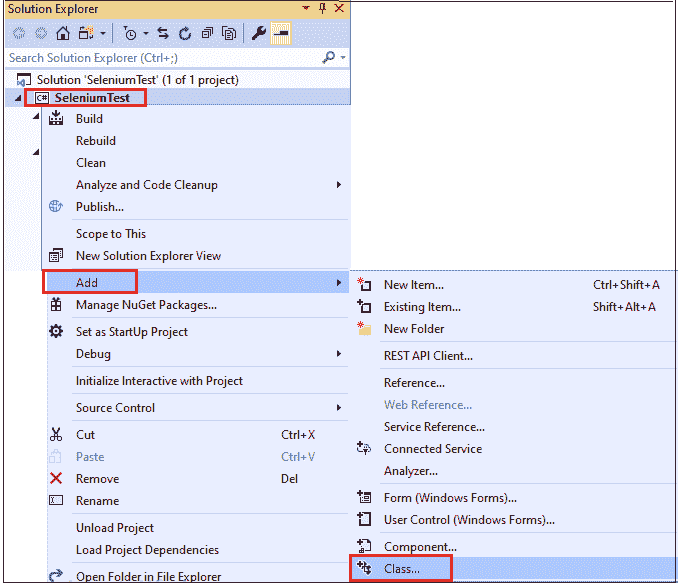 Solution Explorer
Search Solution Explorer (Ctrl+;)
Solution 'SeleniumTest' (1 of 1 project)
C# SeleniumTest
Build
Rebuild
Clean
Analyze and Code Cleanup
Publish...
Scope to This
New Solution Explorer View
Add
Manage NuGet Packages...
Set as StartUp Project
Debug
Initialize Interactive with Project
Source Control
Cut Ctrl+X
Paste Ctrl+V
Remove Del
Rename
Unload Project
Load Project Dependencies
Open Folder in File Explorer
New Item... Ctrl+Shift+A
Existing Item... Shift+Alt+A
New Folder
REST API Client...
Reference...
Web Reference...
Service Reference...
Connected Service
Analyzer...
Form (Windows Forms)...
User Control (Windows Forms)...
Component...
Class...